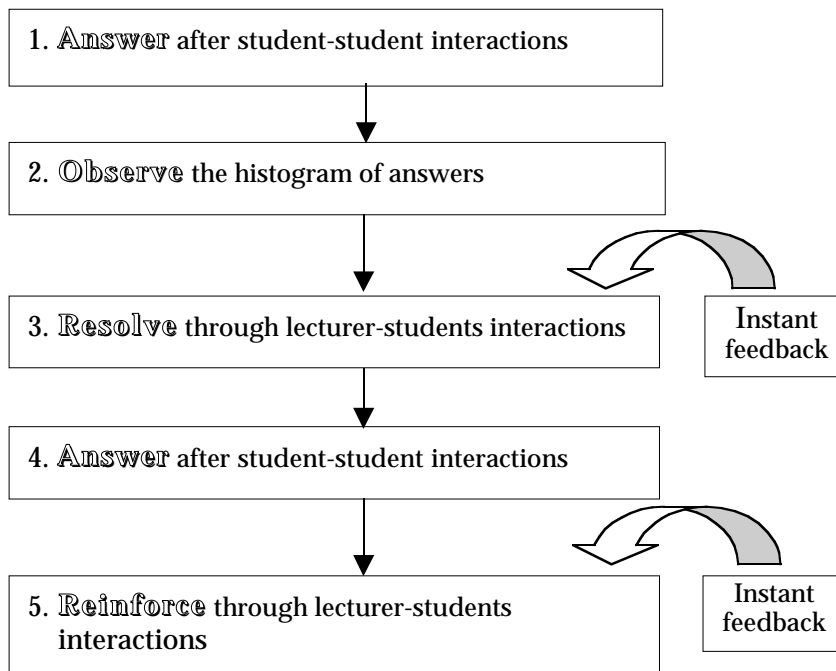 1. Answer after student-student interactions
2. Observe the histogram of answers
3. Resolve through lecturer-students interactions
Instant
feedback
4. Answer after student-student interactions
5. Reinforce through lecturer-students
interactions
Instant
feedback